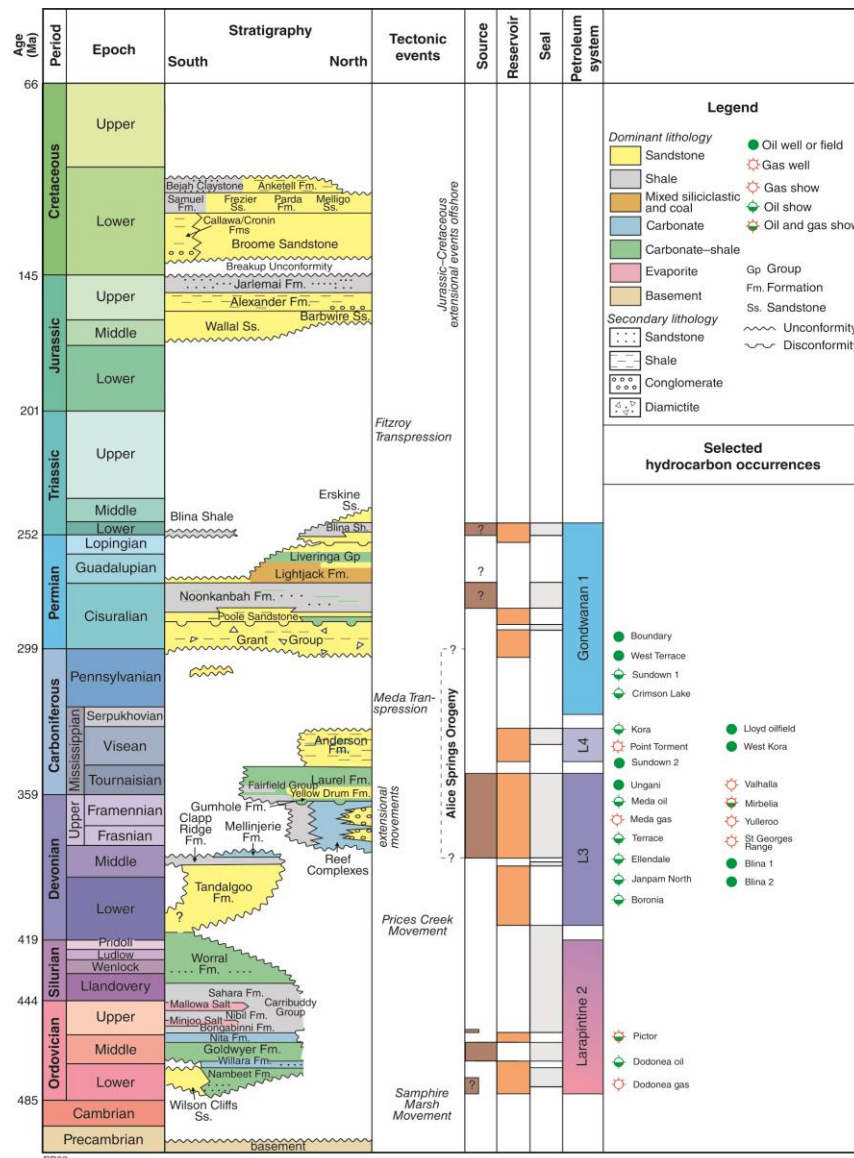 Age (Ma)
Period
Epoch
Stratigraphy
South North
Tectonic events
Source
Reservoir
Seal
Petroleum system
66
Cretaceous
Upper
Lower
Bejah Claystone
Anketell Fm.
Samuel Fm.
Frezier Ss.
Parda Fm.
Melligo Ss.
Callawa/Cronin Fms
Broome Sandstone
Breakup Unconformity
145
Jurassic
Upper
Middle
Lower
Jarlemai Fm.
Alexander Fm.
Barbwire Ss.
Wallal Ss.
Jurassic–Cretaceous extensional events offshore
201
Triassic
Upper
Middle
Lower
Fitzroy Transpression
Erskine Ss.
Blina Shale
Blina Sh.
?
252
Permian
Lopingian
Guadalupian
Cisuralian
Liveringa Gp
Lightjack Fm.
Noonkanbah Fm.
Poole Sandstone
Grant Group
?
?
Gondwanan 1
299
Carboniferous
Pennsylvanian
Mississippian
Serpukhovian
Visean
Tournaisian
Meda Transpression
?
Alice Springs Orogeny
?
Anderson Fm.
Laurel Fm.
Fairfield Group
Yellow Drum Fm.
L4
359
Devonian
Upper
Framennian
Frasnian
Middle
Lower
Gumhole Fm.
Clapp Ridge Fm.
Mellinjerie Fm.
Reef Complexes
Tandalgoo Fm.
?
extensional movements
Prices Creek Movement
L3
419
Silurian
Pridoli
Ludlow
Wenlock
Llandovery
Worral Fm.
Sahara Fm.
Carribuddy Group
444
Ordovician
Upper
Middle
Lower
Mallowa Salt
Nibil Fm.
Minjoo Salt
Bongabinni Fm.
Nita Fm.
Goldwyer Fm.
Willara Fm.
Nambeet Fm.
Wilson Cliffs Ss.
Samphire Marsh Movement
?
Larapintine 2
485
Cambrian
Precambrian
basement
Legend
Dominant lithology
Sandstone
Shale
Mixed siliciclastic and coal
Carbonate
Carbonate–shale
Evaporite
Basement
Secondary lithology
Sandstone
Shale
Conglomerate
Diamictite
Oil well or field
Gas well
Gas show
Oil show
Oil and gas show
Gp Group
Fm. Formation
Ss. Sandstone
Unconformity
Disconformity
Selected hydrocarbon occurrences
Boundary
West Terrace
Sundown 1
Crimson Lake
Kora
Lloyd oilfield
Point Torment
West Kora
Sundown 2
Ungani
Valhalla
Meda oil
Mirbelia
Meda gas
Yulleroo
Terrace
St Georges Range
Ellendale
Blina 1
Janpam North
Blina 2
Boronia
Pictor
Dodonea oil
Dodonea gas